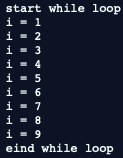 start while loop
i = 1
i = 2
i = 3
i = 4
i = 5
i = 6
i = 7
i = 8
i = 9
eind while loop